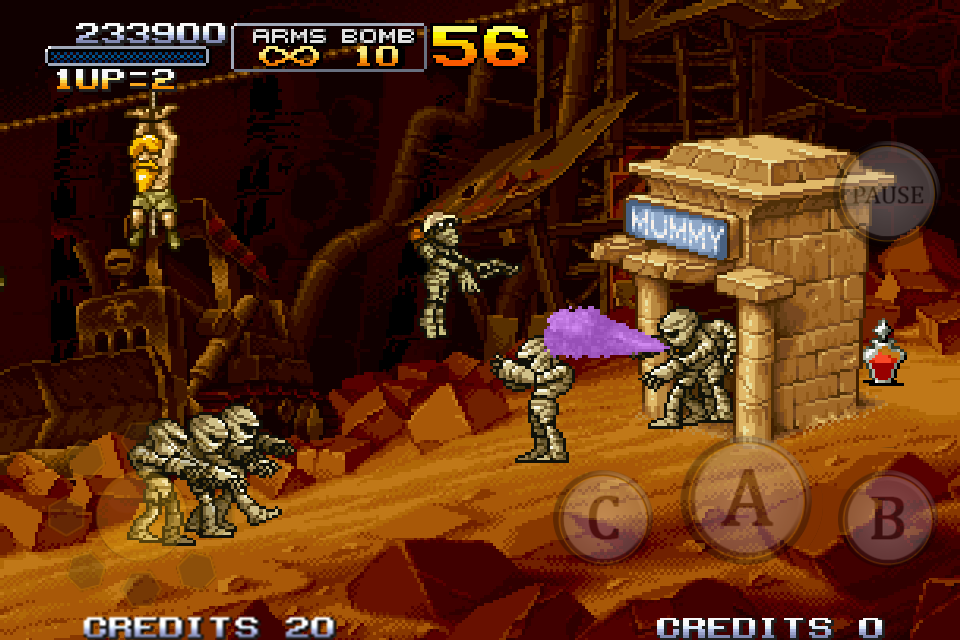 233900 ARMS BOMB 56
∞ 10
1UP=2
PAUSE
MUMMY
C A B
CREDITS 20 CREDITS 0